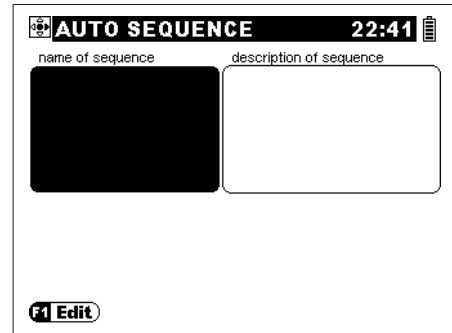 AUTO SEQUENCE 22:41
name of sequence description of sequence
F1 Edit